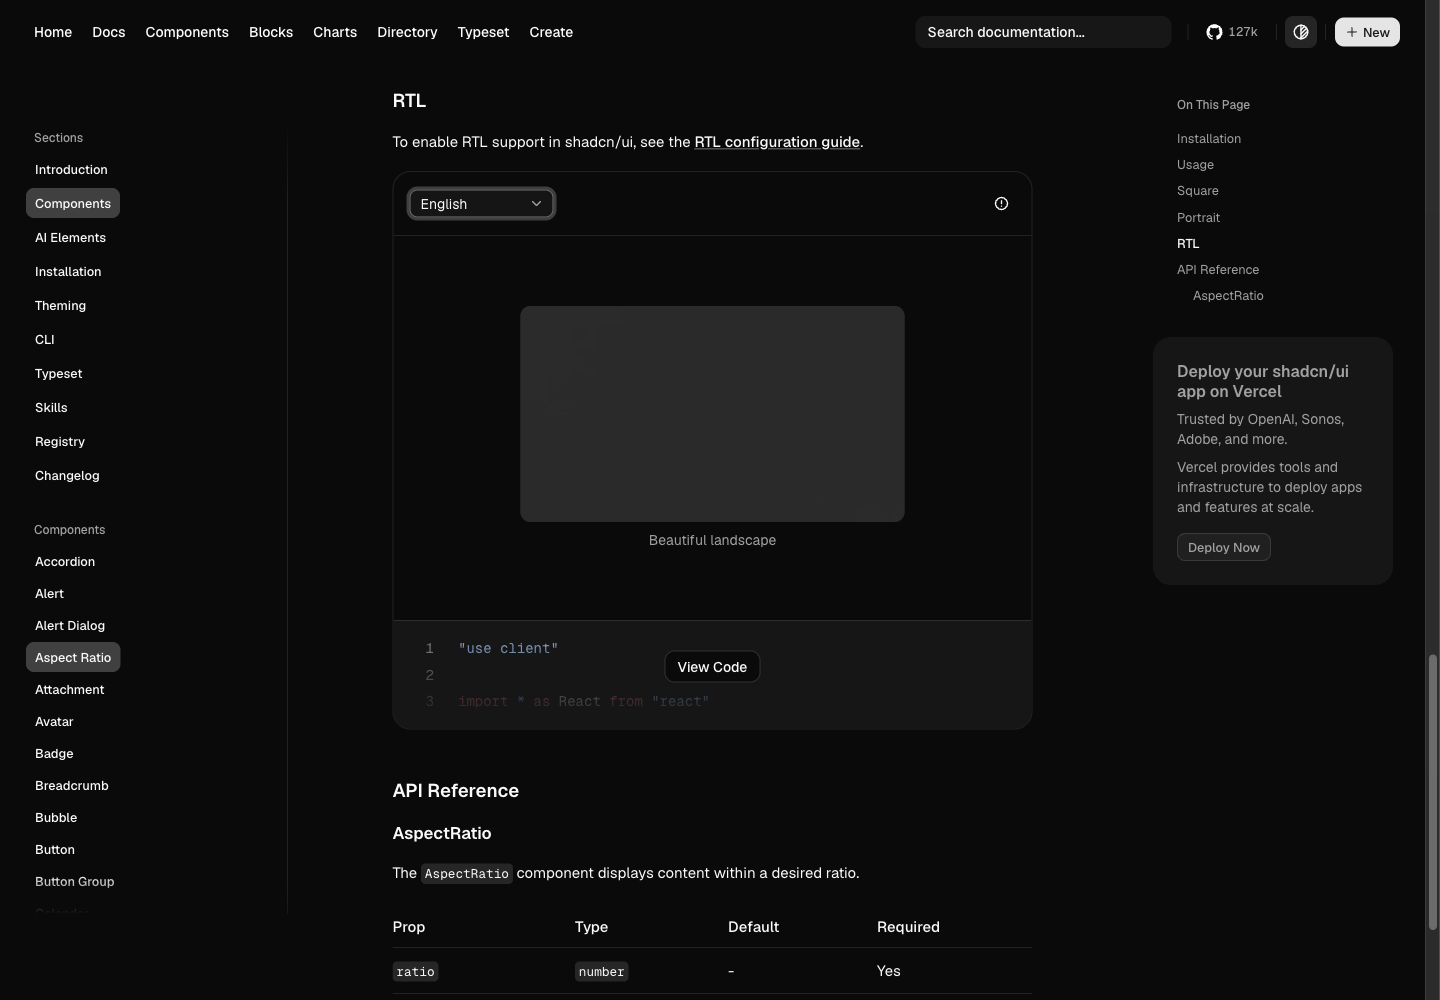 Home Docs Components Blocks Charts Directory Typeset Create
Search documentation...
127k
New
Sections
Introduction
Components
AI Elements
Installation
Theming
CLI
Typeset
Skills
Registry
Changelog
Components
Accordion
Alert
Alert Dialog
Aspect Ratio
Attachment
Avatar
Badge
Breadcrumb
Bubble
Button
Button Group
Calendar
RTL
To enable RTL support in shadcn/ui, see the RTL configuration guide.
English
Beautiful landscape
1 "use client"
2
3 import * as React from "react"
View Code
API Reference
AspectRatio
The AspectRatio component displays content within a desired ratio.
Prop Type Default Required
ratio number - Yes
On This Page
Installation
Usage
Square
Portrait
RTL
API Reference
AspectRatio
Deploy your shadcn/ui
app on Vercel
Trusted by OpenAI, Sonos,
Adobe, and more.
Vercel provides tools and
infrastructure to deploy apps
and features at scale.
Deploy Now